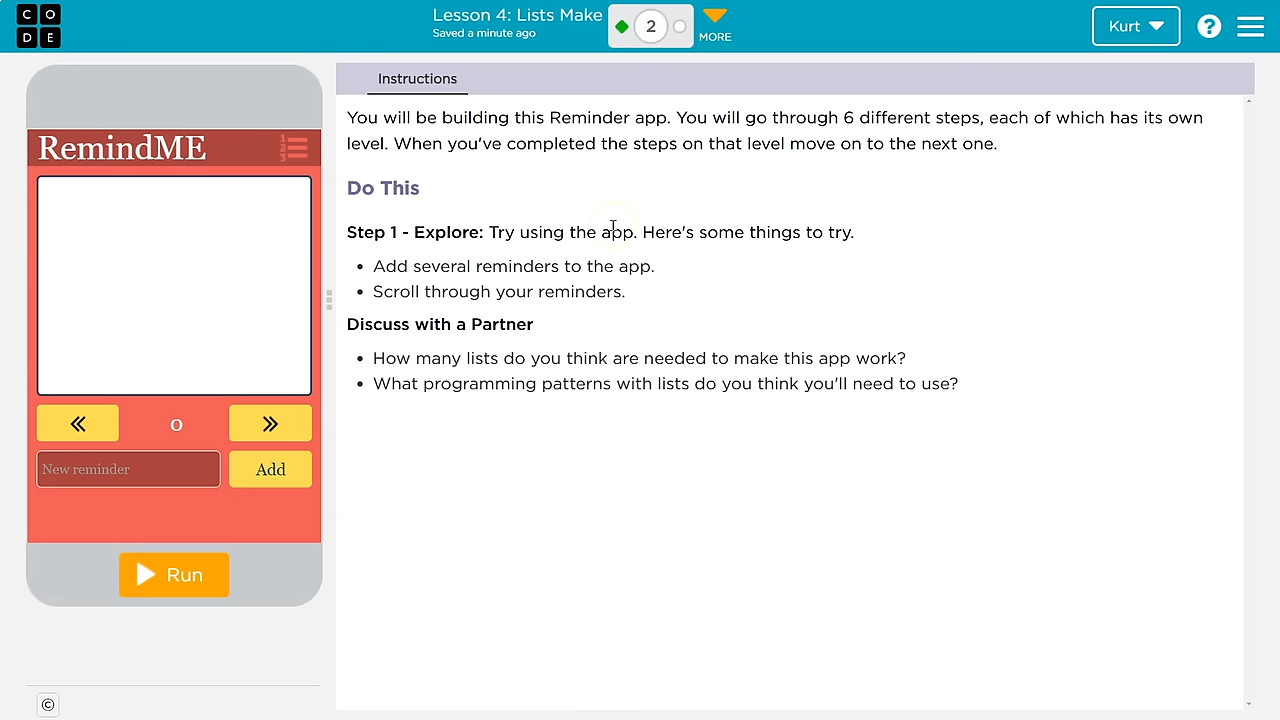 C O
D E
Lesson 4: Lists Make
Saved a minute ago
2
MORE
Kurt
?
Instructions
You will be building this Reminder app. You will go through 6 different steps, each of which has its own
level. When you've completed the steps on that level move on to the next one.
Do This
Step 1 - Explore: Try using the app. Here's some things to try.
• Add several reminders to the app.
• Scroll through your reminders.
Discuss with a Partner
• How many lists do you think are needed to make this app work?
• What programming patterns with lists do you think you'll need to use?
RemindME
1
2
3
0
New reminder
Add
Run
©